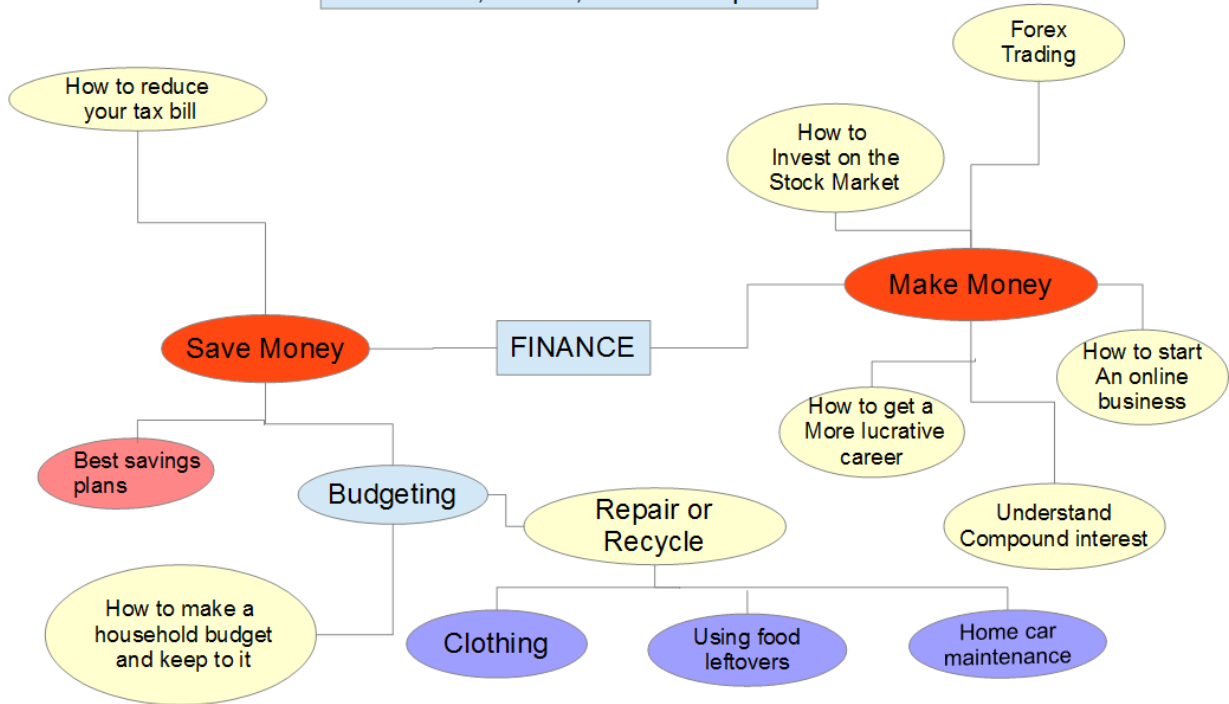 Forex
Trading
How to reduce
your tax bill
How to
Invest on the
Stock Market
Make Money
Save Money
FINANCE
How to start
An online
business
How to get a
More lucrative
career
Best savings
plans
Budgeting
Repair or
Recycle
Understand
Compound interest
How to make a
household budget
and keep to it
Clothing
Using food
leftovers
Home car
maintenance